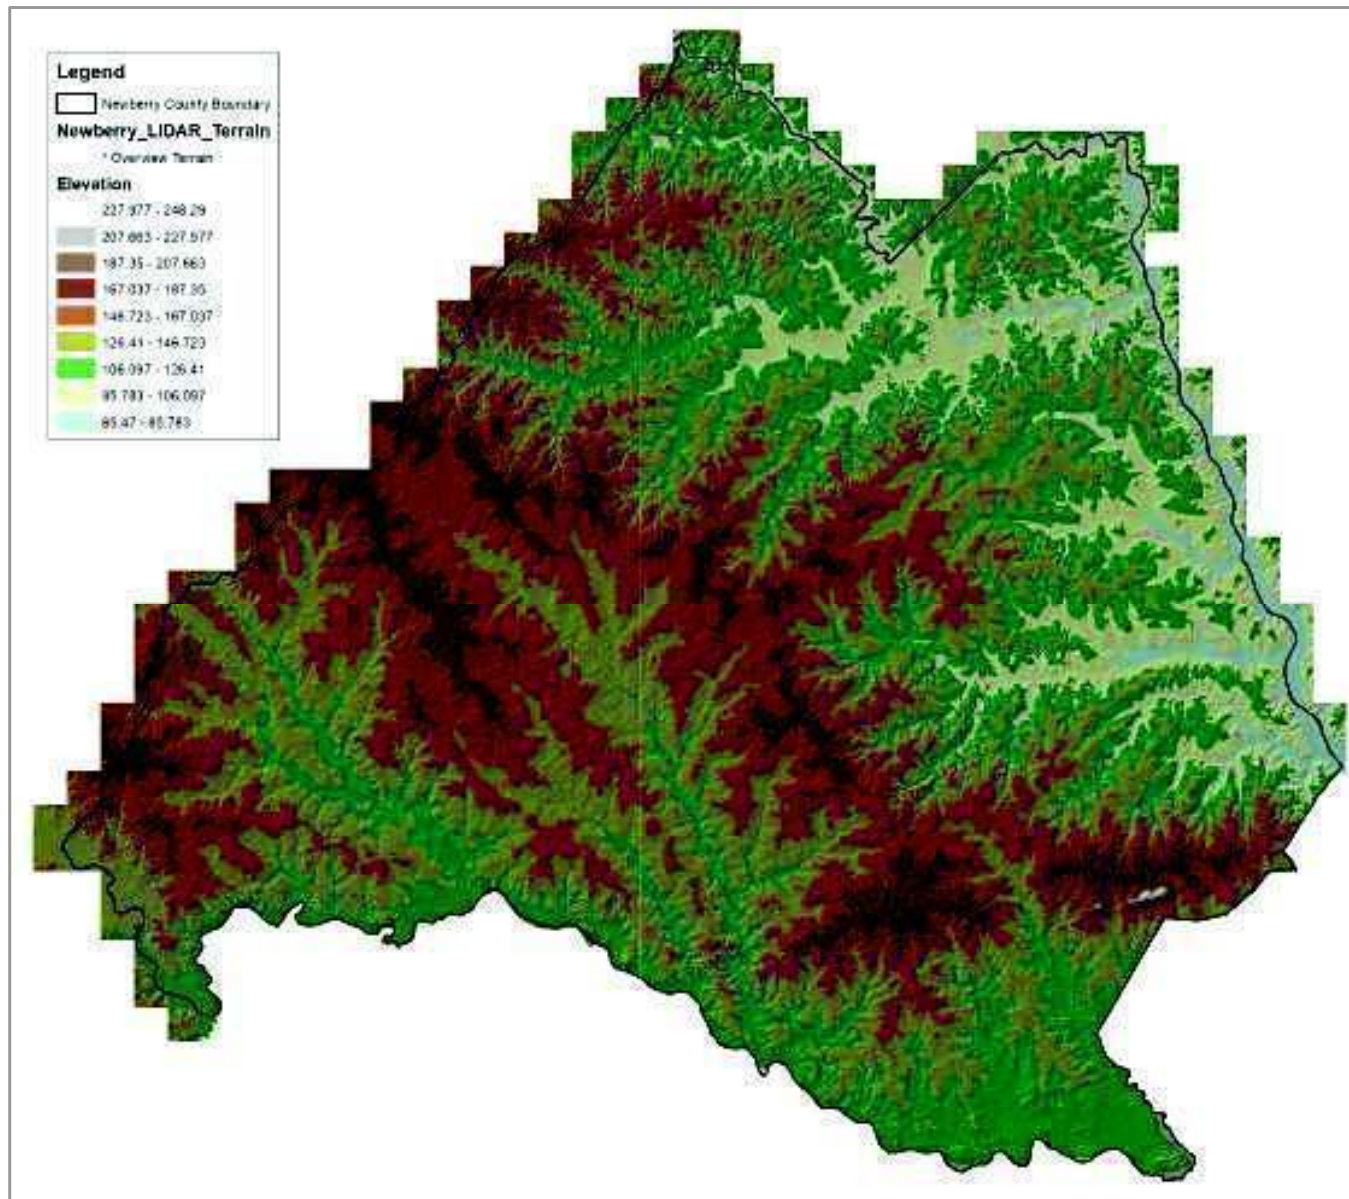 Legend
Newberry County Boundary
Newberry_LIDAR_Terrain
* Overview Terrain
Elevation
227.977 - 248.29
207.663 - 227.977
187.35 - 207.663
167.037 - 187.35
146.723 - 167.037
126.41 - 146.723
106.097 - 126.41
85.783 - 106.097
65.47 - 85.783